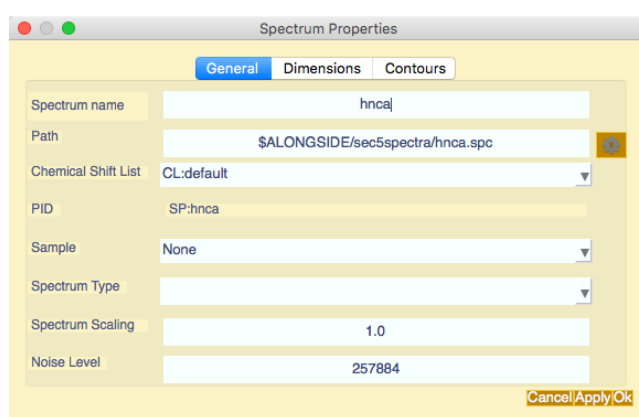 Spectrum Properties
General Dimensions Contours
Spectrum name hnca
Path $ALONGSIDE/sec5spectra/hnca.spc
Chemical Shift List CL:default
PID SP:hnca
Sample None
Spectrum Type
Spectrum Scaling 1.0
Noise Level 257884
Cancel Apply Ok